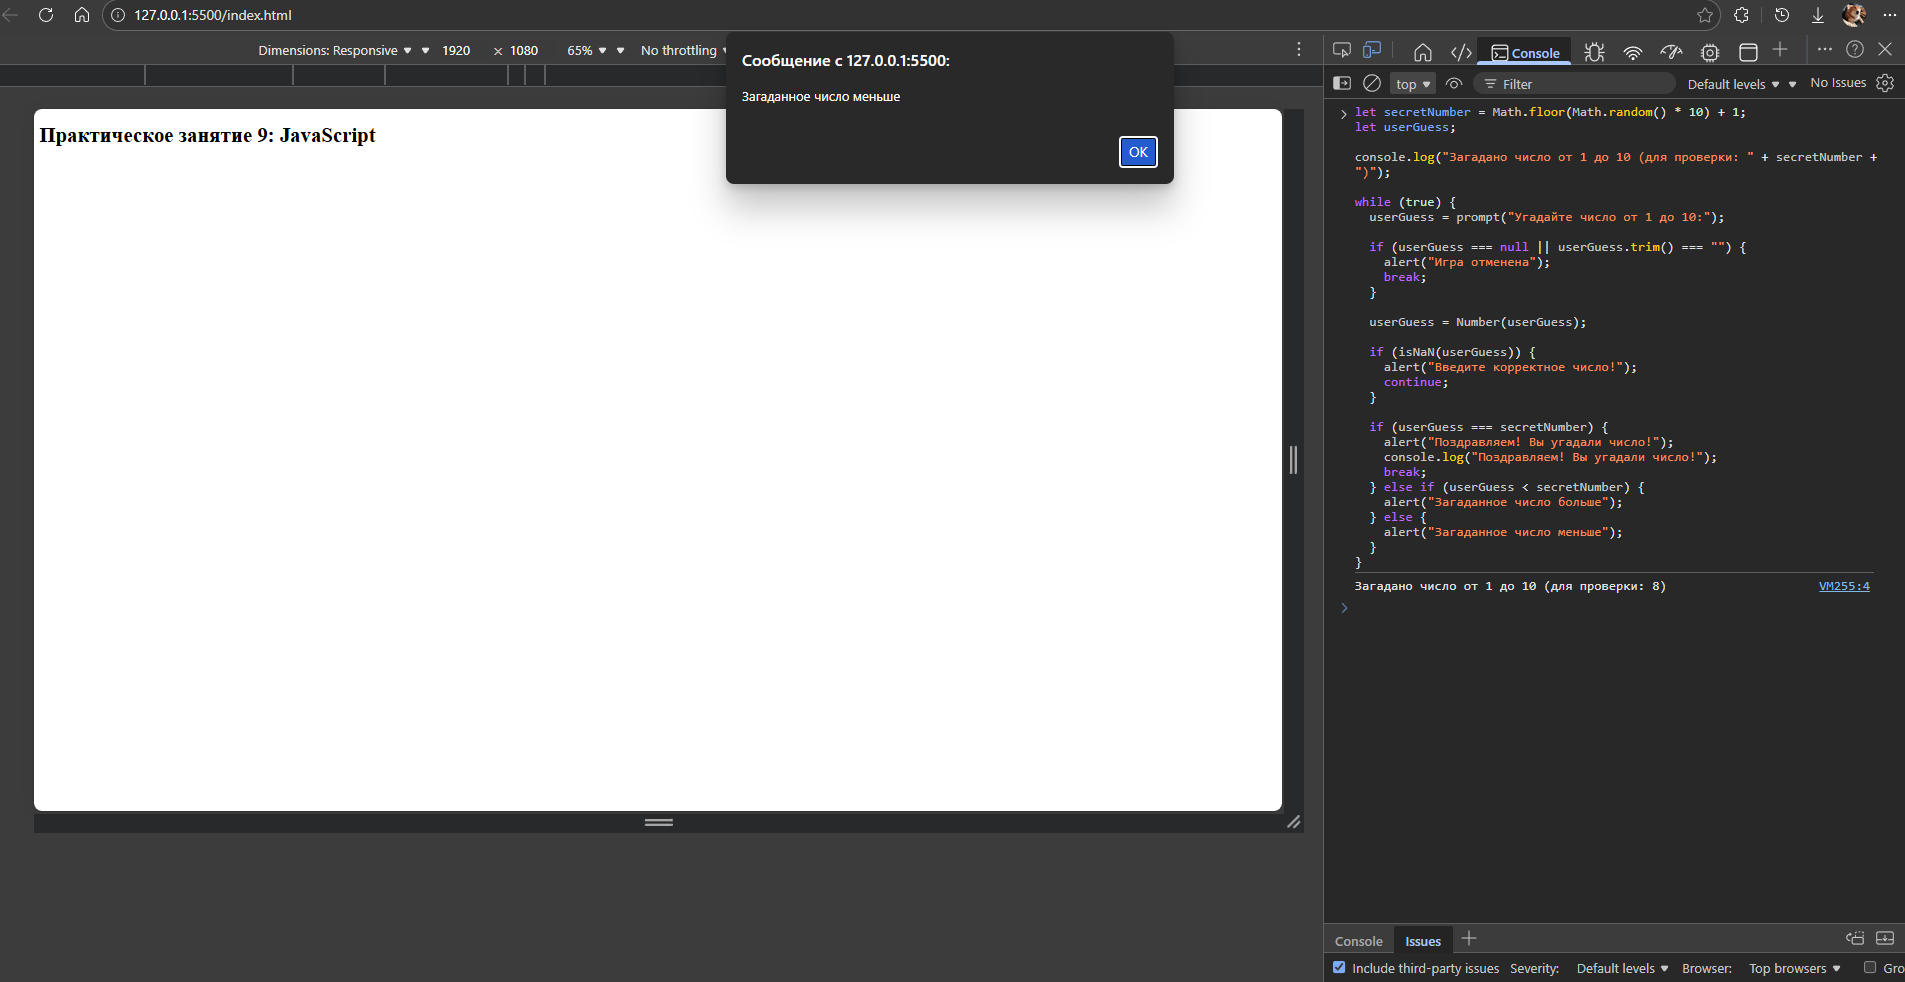 127.0.0.1:5500/index.html
Dimensions: Responsive 1920 × 1080 65% No throttling
Сообщение с 127.0.0.1:5500:
Загаданное число меньше
OK
Практическое занятие 9: JavaScript
Console
top Filter Default levels No Issues
let secretNumber = Math.floor(Math.random() * 10) + 1;
let userGuess;
console.log("Загадано число от 1 до 10 (для проверки: " + secretNumber +
")");
while (true) {
userGuess = prompt("Угадайте число от 1 до 10:");
if (userGuess === null || userGuess.trim() === "") {
alert("Игра отменена");
break;
}
userGuess = Number(userGuess);
if (isNaN(userGuess)) {
alert("Введите корректное число!");
continue;
}
if (userGuess === secretNumber) {
alert("Поздравляем! Вы угадали число!");
console.log("Поздравляем! Вы угадали число!");
break;
} else if (userGuess < secretNumber) {
alert("Загаданное число больше");
} else {
alert("Загаданное число меньше");
}
}
Загадано число от 1 до 10 (для проверки: 8) VM255:4
Console Issues
Include third-party issues Severity: Default levels Browser: Top browsers Gro